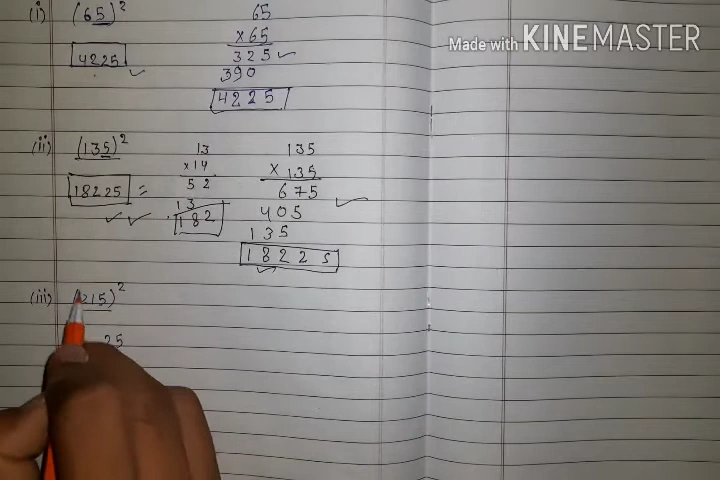 (i) (65)² 65
Made with KINEMASTER
×65
4225 325
390
4225
(ii) (135)² 13 135
×14 ×135
18225 = 52 675
13
182 405
135
18225
(iii) (215)²
25